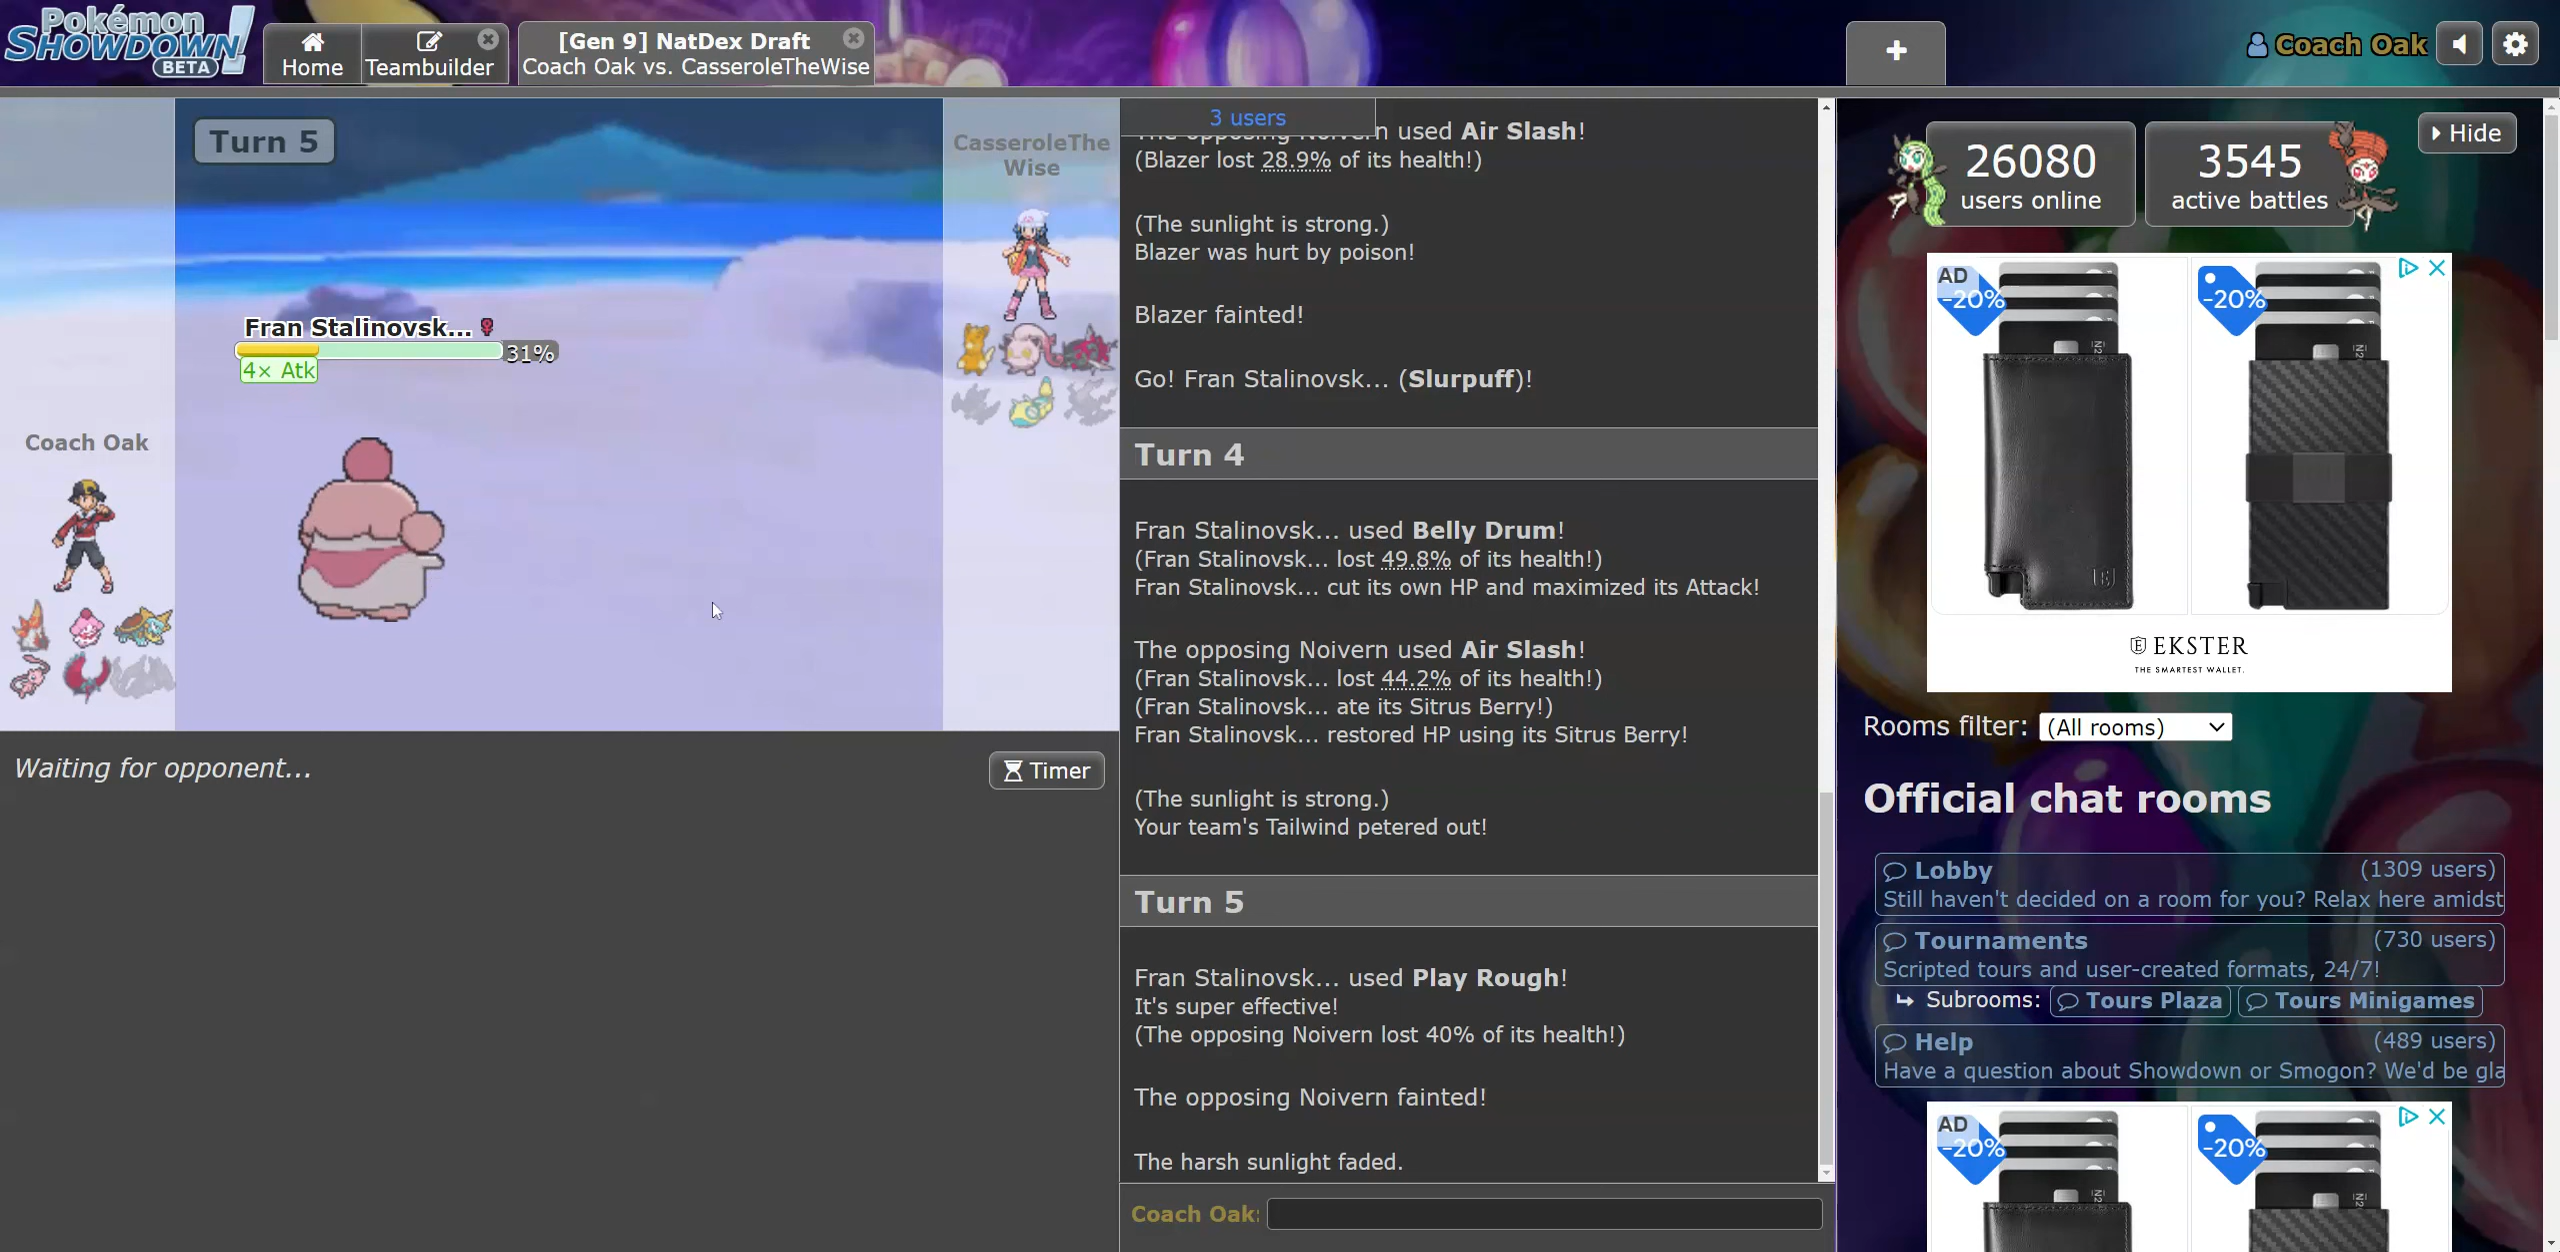 Pokémon
SHOWDOWN!
BETA
Home
Teambuilder
[Gen 9] NatDex Draft
Coach Oak vs. CasseroleTheWise
+
Coach Oak
Turn 5
CasseroleThe
Wise
Fran Stalinovsk...
31%
4× Atk
Coach Oak
Waiting for opponent...
Timer
3 users
The opposing Noivern used Air Slash!
(Blazer lost 28.9% of its health!)
(The sunlight is strong.)
Blazer was hurt by poison!
Blazer fainted!
Go! Fran Stalinovsk... (Slurpuff)!
Turn 4
Fran Stalinovsk... used Belly Drum!
(Fran Stalinovsk... lost 49.8% of its health!)
Fran Stalinovsk... cut its own HP and maximized its Attack!
The opposing Noivern used Air Slash!
(Fran Stalinovsk... lost 44.2% of its health!)
(Fran Stalinovsk... ate its Sitrus Berry!)
Fran Stalinovsk... restored HP using its Sitrus Berry!
(The sunlight is strong.)
Your team's Tailwind petered out!
Turn 5
Fran Stalinovsk... used Play Rough!
It's super effective!
(The opposing Noivern lost 40% of its health!)
The opposing Noivern fainted!
The harsh sunlight faded.
Coach Oak:
26080
users online
3545
active battles
Hide
AD
-20%
-20%
EKSTER
THE SMARTEST WALLET.
Rooms filter: (All rooms)
Official chat rooms
Lobby (1309 users)
Still haven't decided on a room for you? Relax here amidst
Tournaments (730 users)
Scripted tours and user-created formats, 24/7!
Subrooms: Tours Plaza Tours Minigames
Help (489 users)
Have a question about Showdown or Smogon? We'd be gla
AD
-20%
-20%